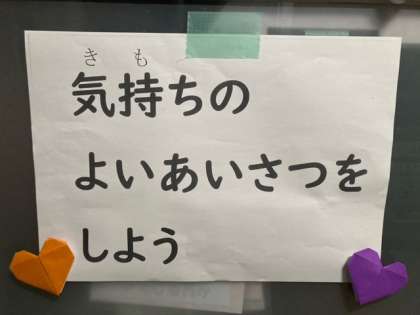 きも
気持ちの
よいあいさつを
しよう